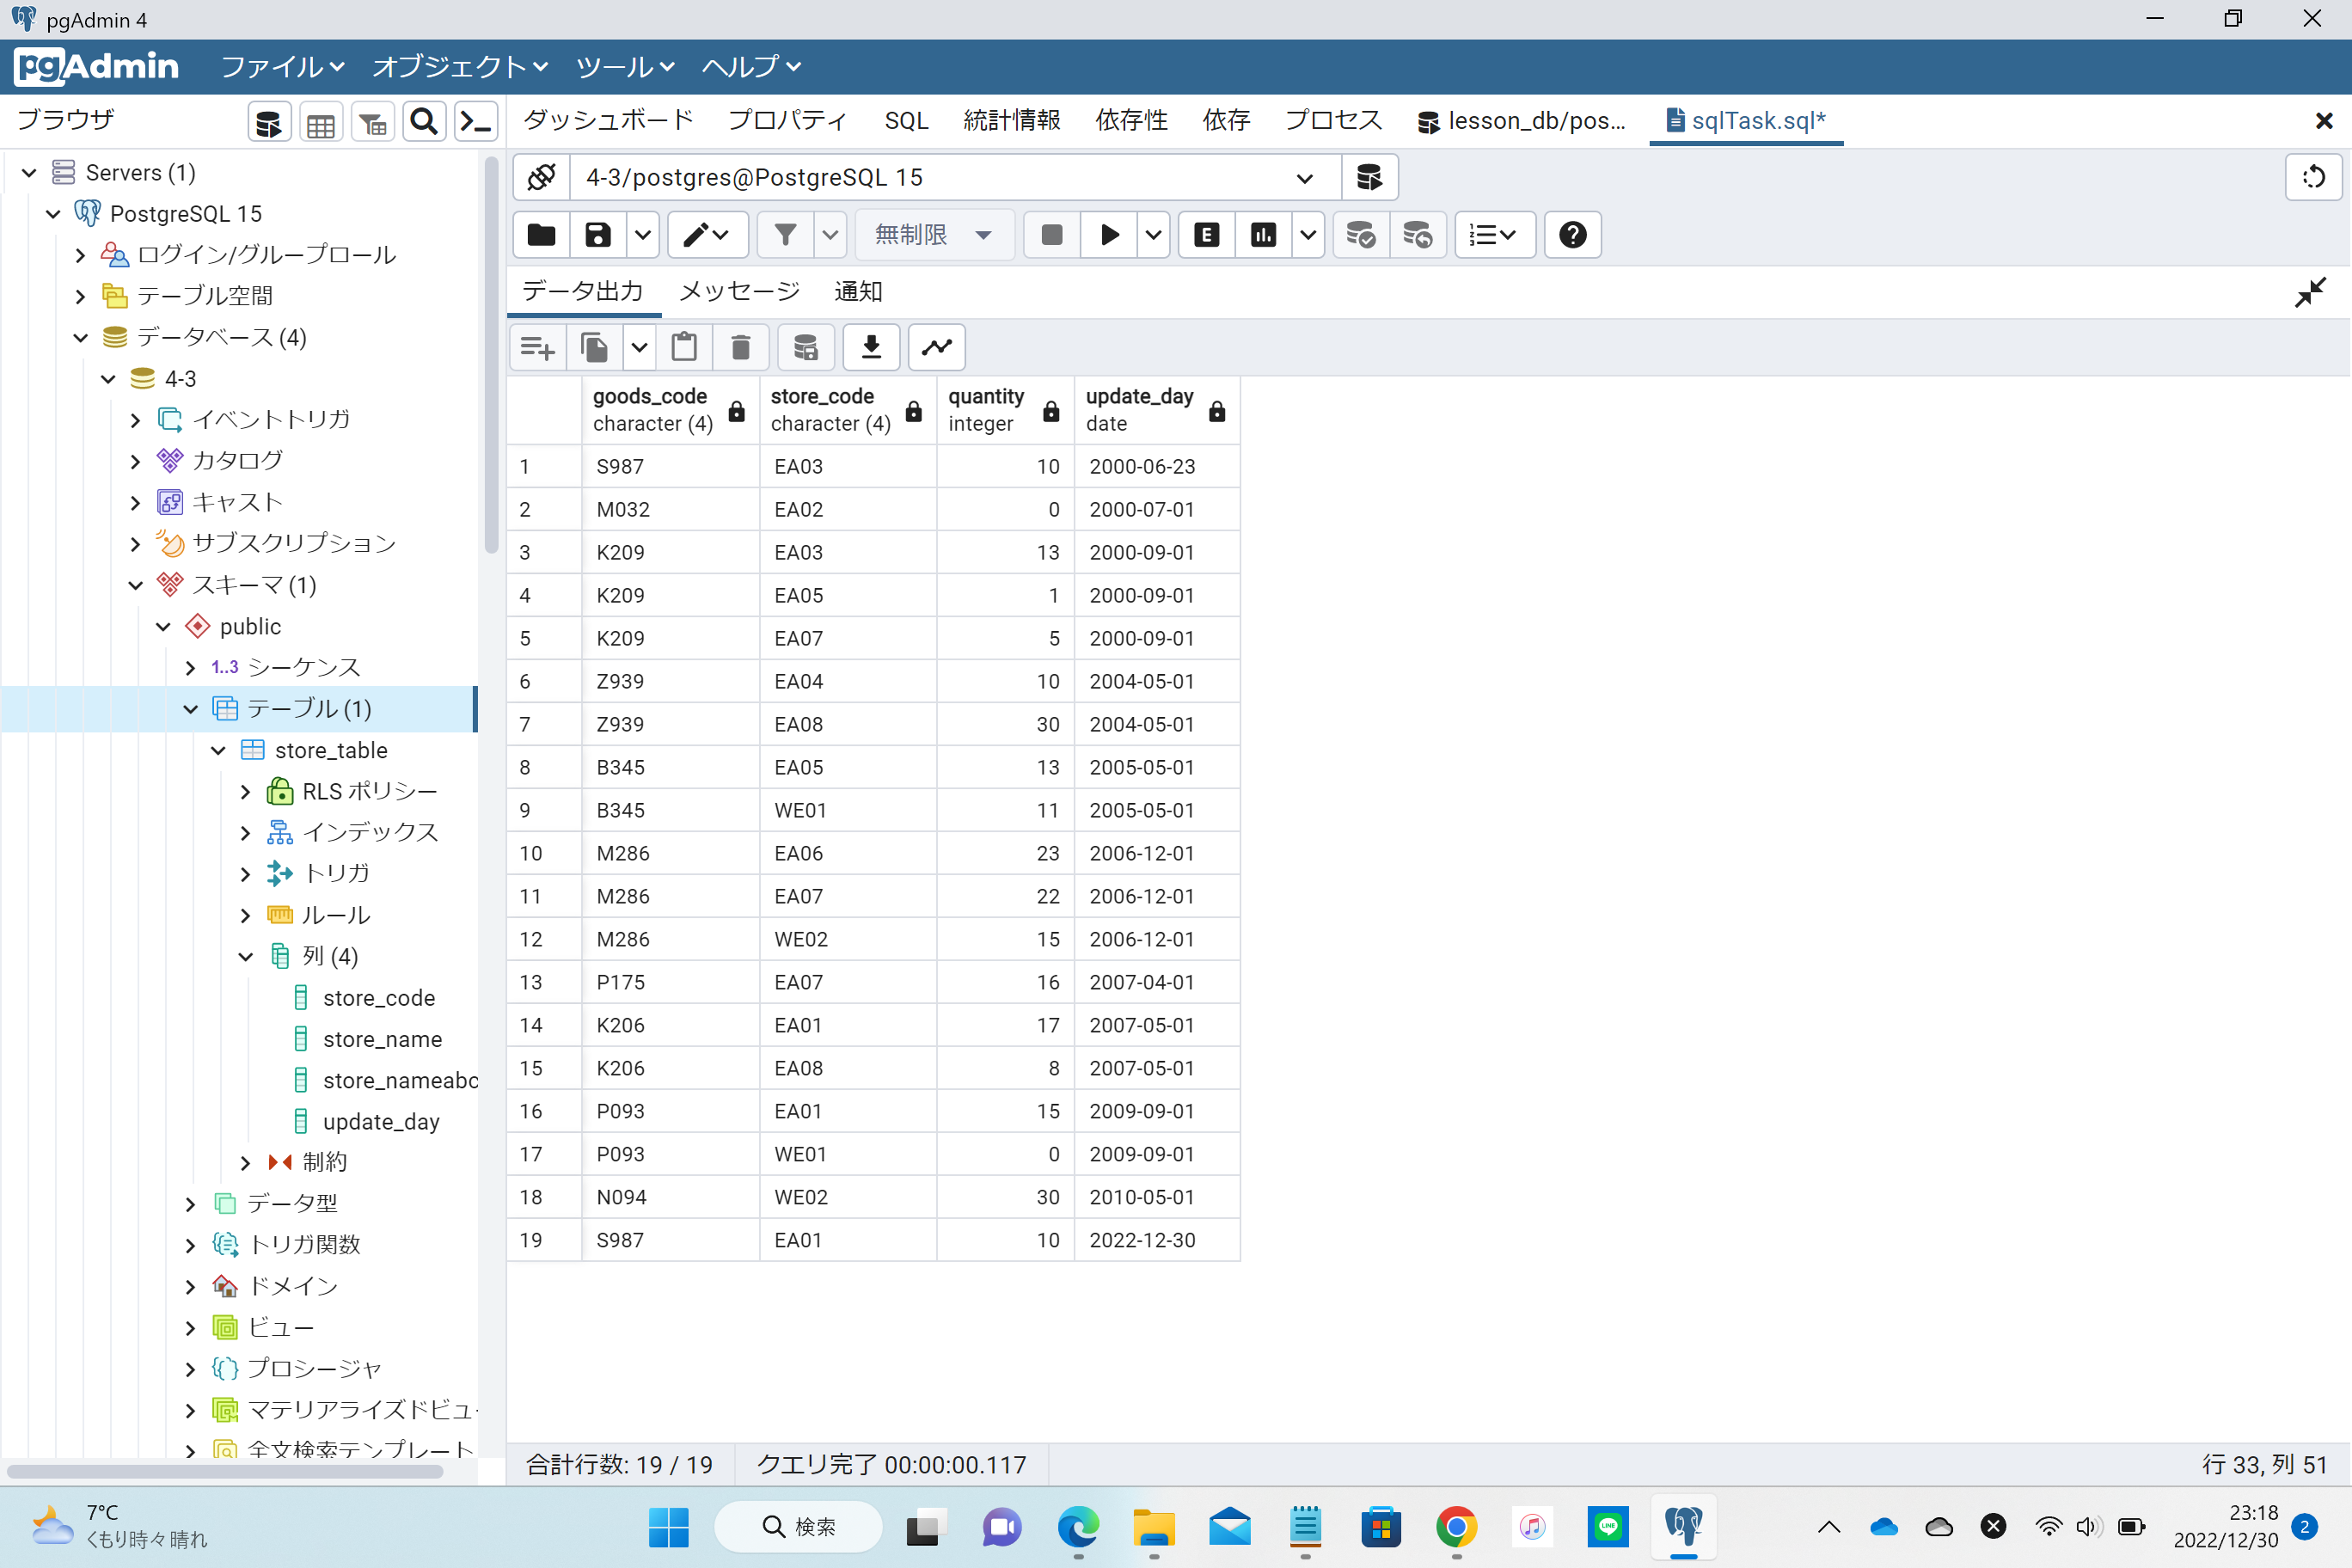 pgAdmin 4
pgAdmin ファイル オブジェクト ツール ヘルプ
ブラウザ
ダッシュボード プロパティ SQL 統計情報 依存性 依存 プロセス lesson_db/pos... sqlTask.sql*
Servers (1)
PostgreSQL 15
ログイン/グループロール
テーブル空間
データベース (4)
4-3
イベントトリガ
カタログ
キャスト
サブスクリプション
スキーマ (1)
public
1..3 シーケンス
テーブル (1)
store_table
RLS ポリシー
インデックス
トリガ
ルール
列 (4)
store_code
store_name
store_nameabc
update_day
制約
データ型
トリガ関数
ドメイン
ビュー
プロシージャ
マテリアライズドビュー
全文検索テンプレート
4-3/postgres@PostgreSQL 15
無制限
E
データ出力 メッセージ 通知
goods_code character (4) store_code character (4) quantity integer update_day date
1 S987 EA03 10 2000-06-23
2 M032 EA02 0 2000-07-01
3 K209 EA03 13 2000-09-01
4 K209 EA05 1 2000-09-01
5 K209 EA07 5 2000-09-01
6 Z939 EA04 10 2004-05-01
7 Z939 EA08 30 2004-05-01
8 B345 EA05 13 2005-05-01
9 B345 WE01 11 2005-05-01
10 M286 EA06 23 2006-12-01
11 M286 EA07 22 2006-12-01
12 M286 WE02 15 2006-12-01
13 P175 EA07 16 2007-04-01
14 K206 EA01 17 2007-05-01
15 K206 EA08 8 2007-05-01
16 P093 EA01 15 2009-09-01
17 P093 WE01 0 2009-09-01
18 N094 WE02 30 2010-05-01
19 S987 EA01 10 2022-12-30
合計行数: 19 / 19 クエリ完了 00:00:00.117 行 33, 列 51
7°C
くもり時々晴れ
検索
LINE
23:18
2022/12/30
2